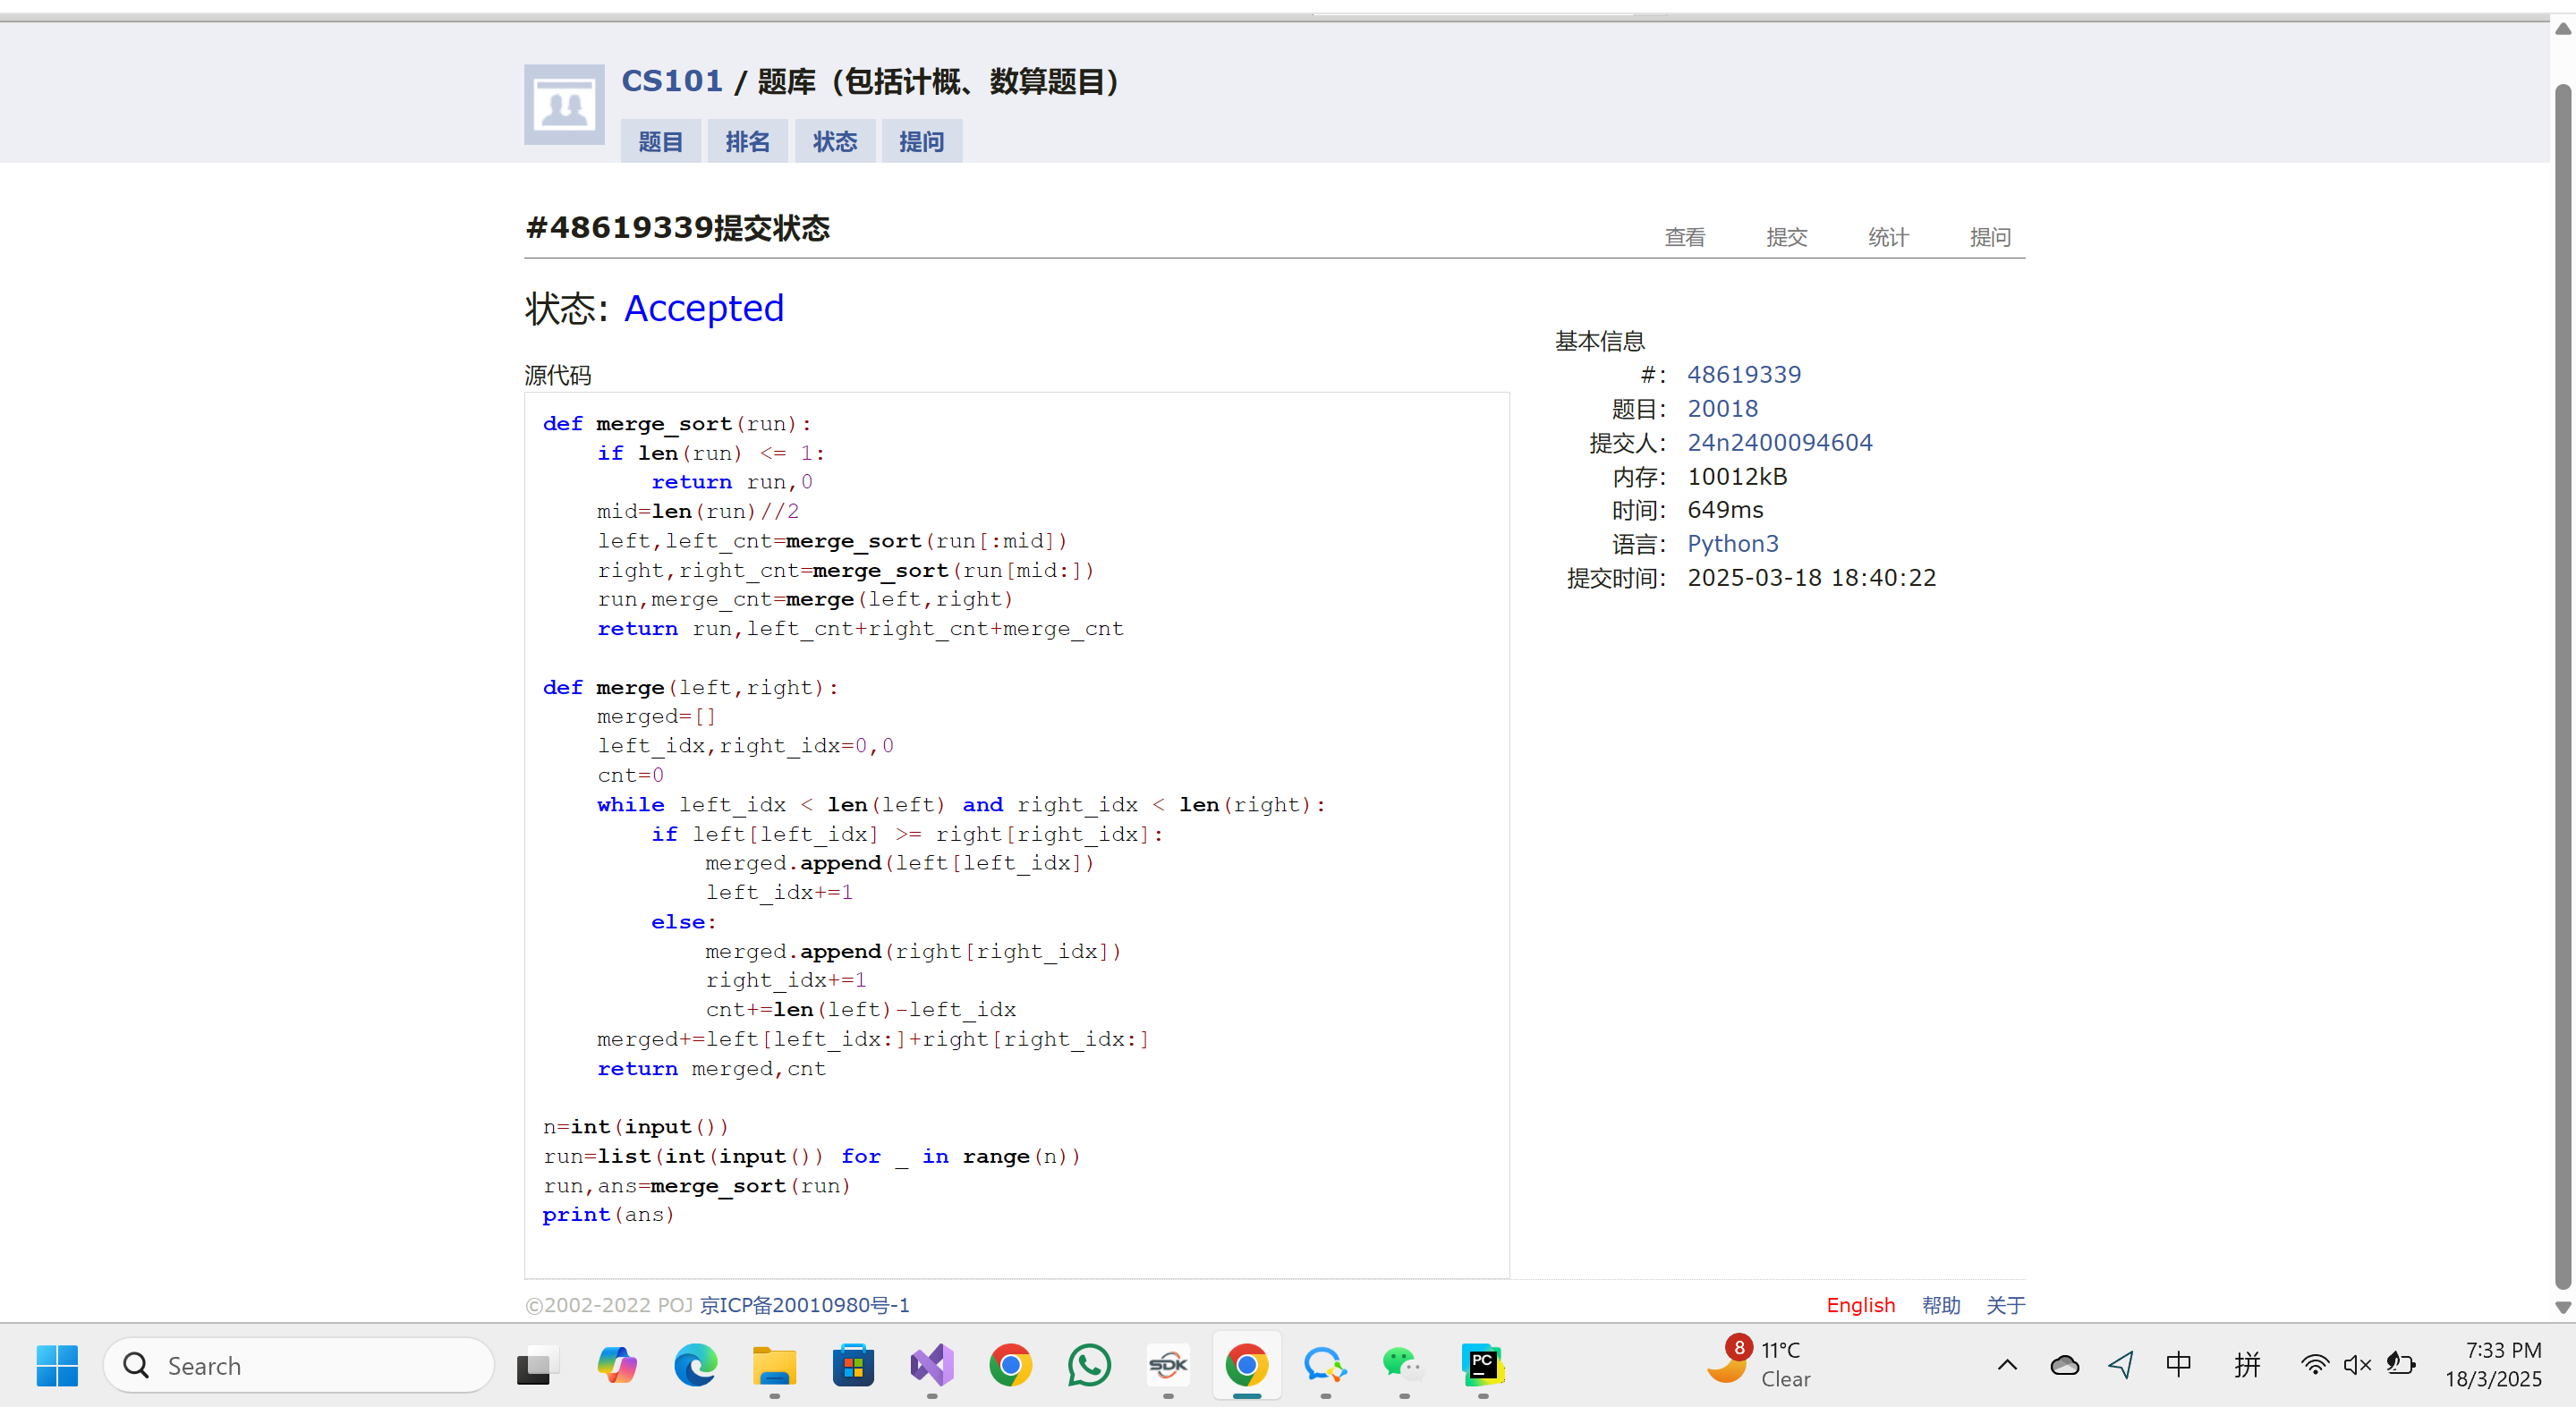 CS101 / 题库（包括计概、数算题目）
题目 排名 状态 提问
#48619339提交状态
查看 提交 统计 提问
状态: Accepted
源代码
def merge_sort(run):
    if len(run) <= 1:
        return run,0
    mid=len(run)//2
    left,left_cnt=merge_sort(run[:mid])
    right,right_cnt=merge_sort(run[mid:])
    run,merge_cnt=merge(left,right)
    return run,left_cnt+right_cnt+merge_cnt
def merge(left,right):
    merged=[]
    left_idx,right_idx=0,0
    cnt=0
    while left_idx < len(left) and right_idx < len(right):
        if left[left_idx] >= right[right_idx]:
            merged.append(left[left_idx])
            left_idx+=1
        else:
            merged.append(right[right_idx])
            right_idx+=1
            cnt+=len(left)-left_idx
    merged+=left[left_idx:]+right[right_idx:]
    return merged,cnt
n=int(input())
run=list(int(input()) for _ in range(n))
run,ans=merge_sort(run)
print(ans)
基本信息
#: 48619339
题目: 20018
提交人: 24n2400094604
内存: 10012kB
时间: 649ms
语言: Python3
提交时间: 2025-03-18 18:40:22
©2002-2022 POJ 京ICP备20010980号-1
English 帮助 关于
Search
SDK
PC
8
11°C
Clear
中
拼
7:33 PM
18/3/2025